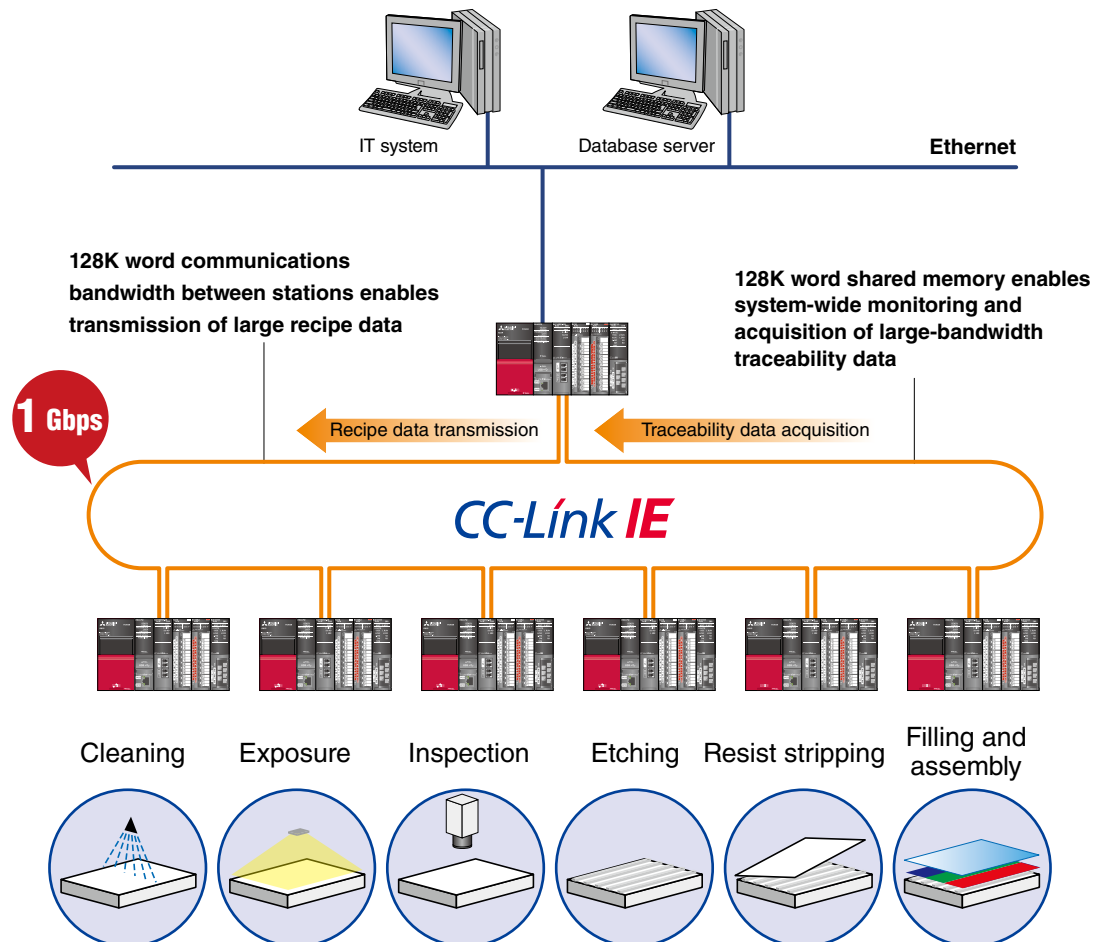 IT system
Database server
Ethernet
128K word communications
bandwidth between stations enables
transmission of large recipe data
128K word shared memory enables
system-wide monitoring and
acquisition of large-bandwidth
traceability data
1 Gbps
Recipe data transmission
Traceability data acquisition
CC-Link IE
Cleaning
Exposure
Inspection
Etching
Resist stripping
Filling and
assembly